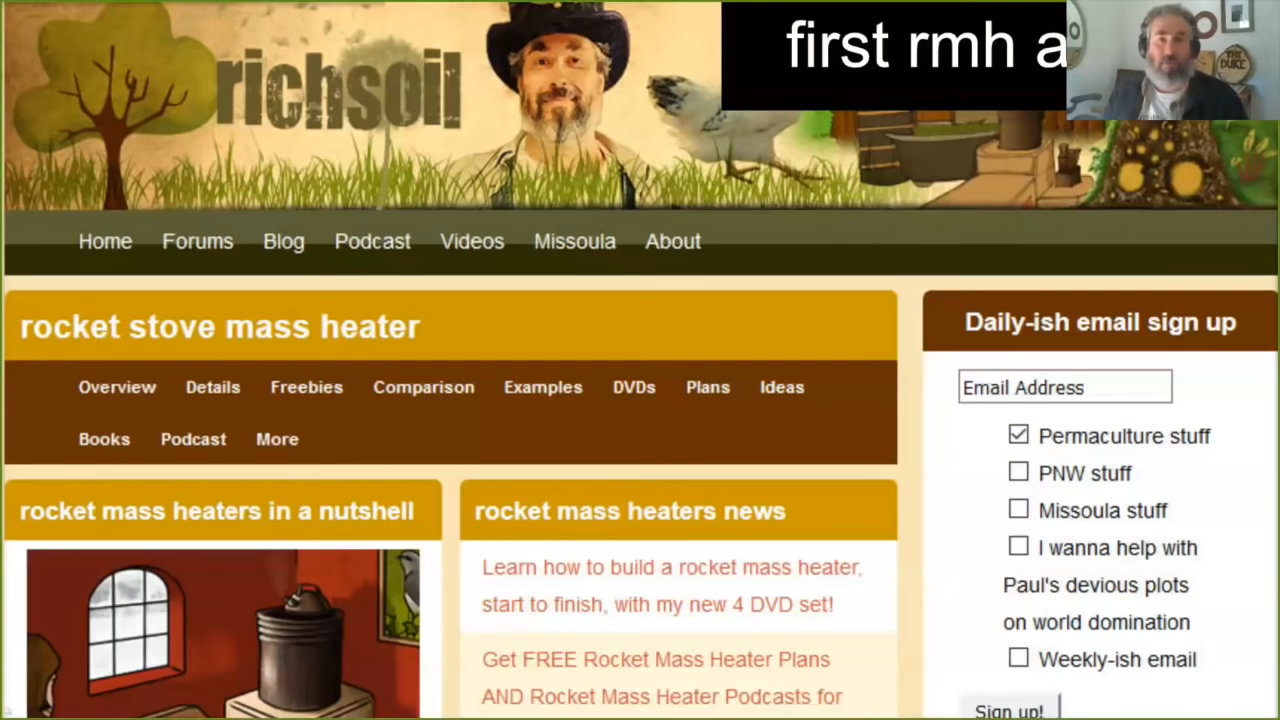 richsoil
first rmh a
THE
DUKE
Home Forums Blog Podcast Videos Missoula About
rocket stove mass heater
Overview Details Freebies Comparison Examples DVDs Plans Ideas
Books Podcast More
rocket mass heaters in a nutshell
rocket mass heaters news
Learn how to build a rocket mass heater,
start to finish, with my new 4 DVD set!
Get FREE Rocket Mass Heater Plans
AND Rocket Mass Heater Podcasts for
Daily-ish email sign up
Email Address
Permaculture stuff
PNW stuff
Missoula stuff
I wanna help with
Paul's devious plots
on world domination
Weekly-ish email
Sign up!